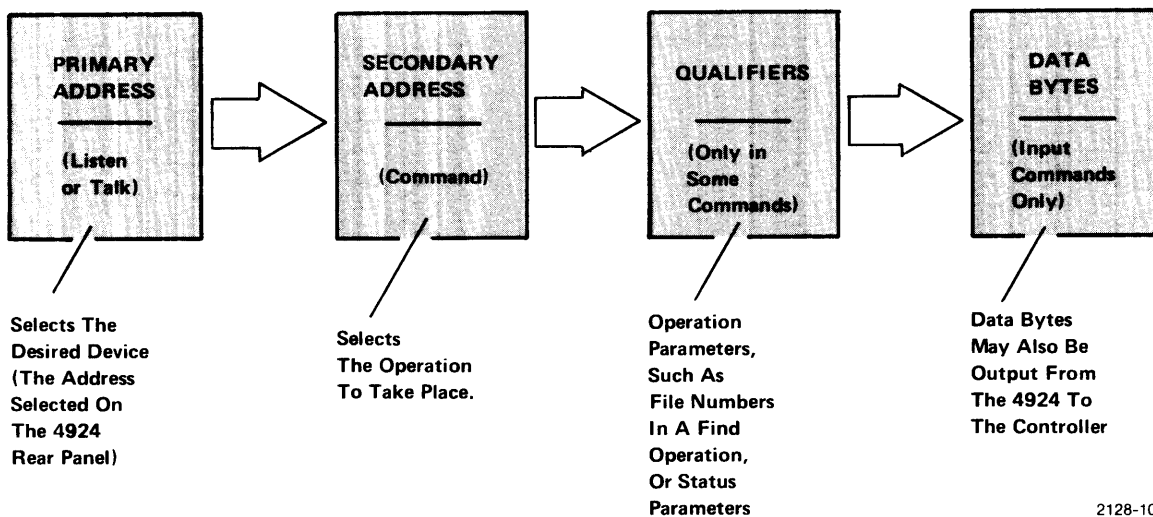 PRIMARY
ADDRESS
(Listen
or Talk)
SECONDARY
ADDRESS
(Command)
QUALIFIERS
(Only in
Some
Commands)
DATA
BYTES
(Input
Commands
Only)
Selects The
Desired Device
(The Address
Selected On
The 4924
Rear Panel)
Selects
The Operation
To Take Place.
Operation
Parameters,
Such As
File Numbers
In A Find
Operation,
Or Status
Parameters
Data Bytes
May Also Be
Output From
The 4924 To
The Controller
2128-10